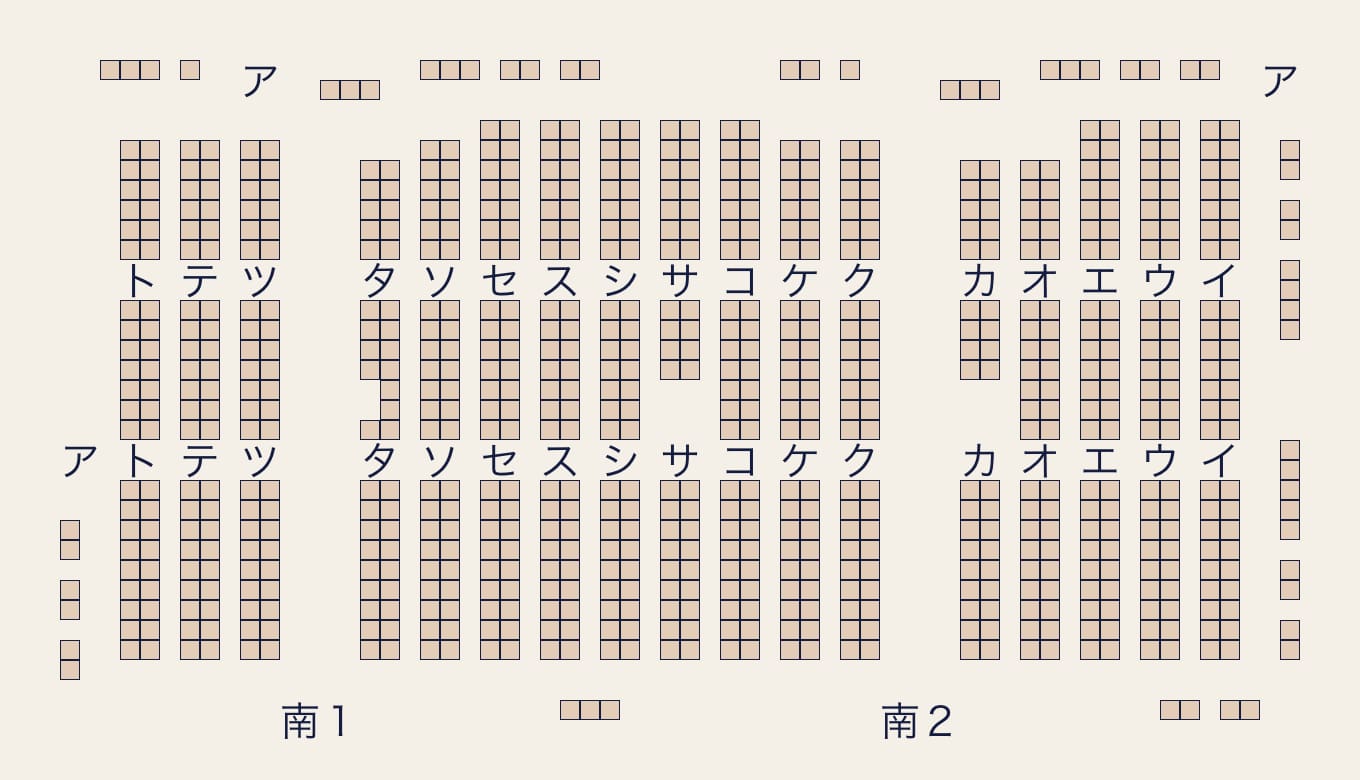 ア ア
ト テ ツ タ ソ セ ス シ サ コ ケ ク カ オ エ ウ イ
ア ト テ ツ タ ソ セ ス シ サ コ ケ ク カ オ エ ウ イ
南1 南2